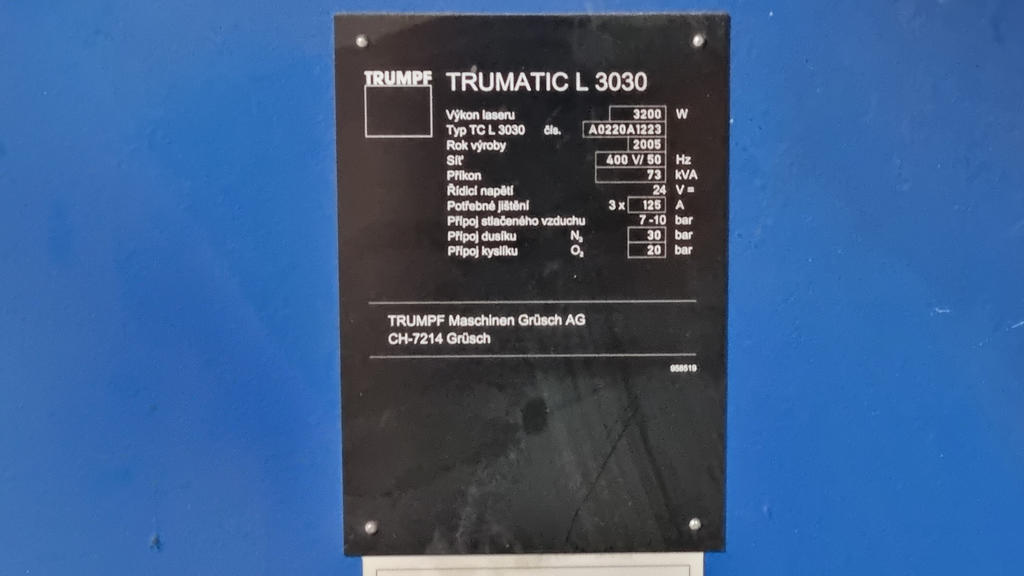 TRUMPF
TRUMATIC L 3030
Výkon laseru 3200 W
Typ TC L 3030 čís. A0220A1223
Rok výroby 2005
Síť 400 V/ 50 Hz
Příkon 73 kVA
Řídicí napětí 24 V =
Potřebné jištění 3 x 125 A
Přípoj stlačeného vzduchu 7 -10 bar
Přípoj dusíku N₂ 30 bar
Přípoj kyslíku O₂ 20 bar
TRUMPF Maschinen Grüsch AG
CH-7214 Grüsch
958519